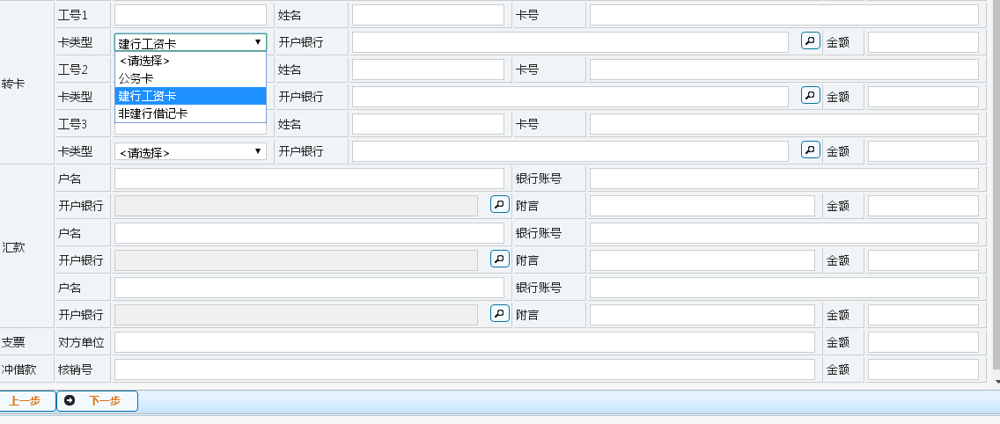 工号1 姓名 卡号
卡类型 建行工资卡 开户银行 金额
<请选择>
工号2 姓名 卡号
公务卡
转卡
卡类型 建行工资卡 开户银行 金额
非建行借记卡
工号3 姓名 卡号
卡类型 <请选择> 开户银行 金额
户名 银行账号
开户银行 附言 金额
户名 银行账号
汇款
开户银行 附言 金额
户名 银行账号
开户银行 附言 金额
支票 对方单位 金额
冲借款 核销号 金额
上一步 下一步